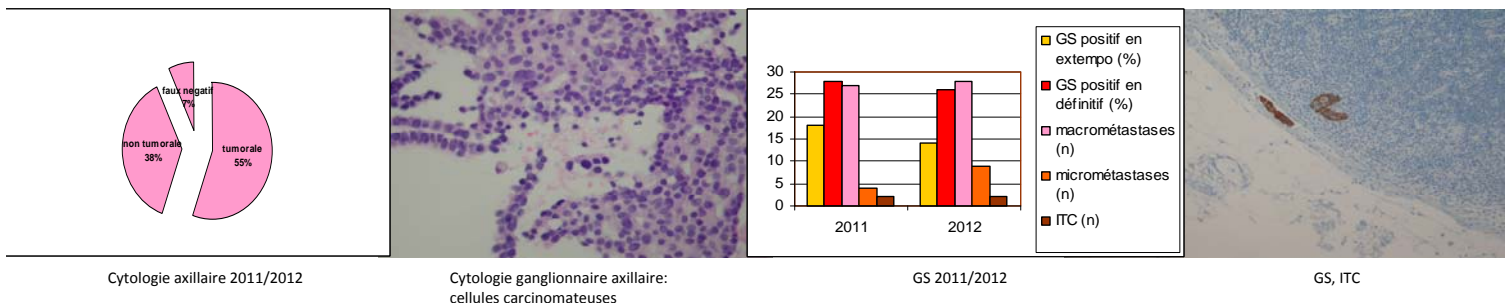 faux negatif
7%
non tumorale
38%
tumorale
55%
Cytologie axillaire 2011/2012
Cytologie ganglionnaire axillaire:
cellules carcinomateuses
30
25
20
15
10
5
0
2011
2012
GS positif en
extempo (%)
GS positif en
définitif (%)
macrométastases
(n)
micrométastases
(n)
ITC (n)
GS 2011/2012
GS, ITC